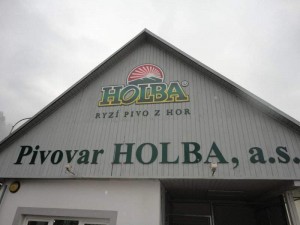 HOLBA®
RYZÍ PIVO Z HOR
Pivovar HOLBA, a.s.